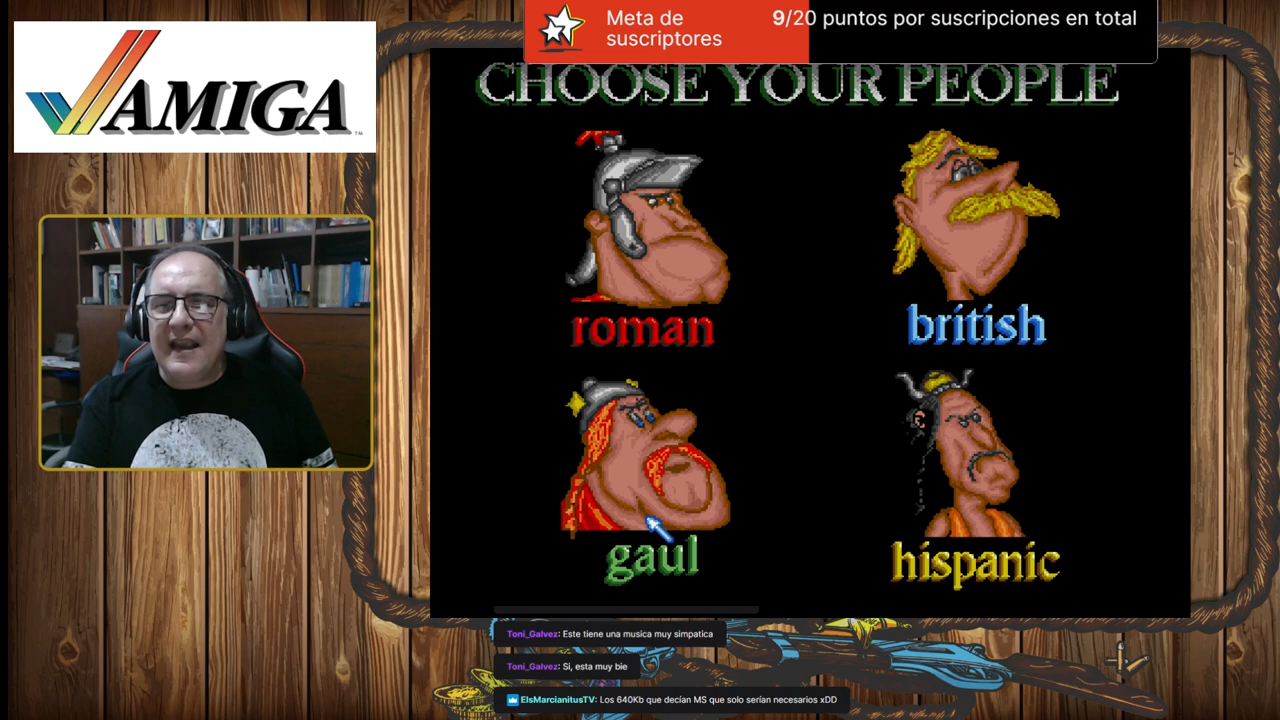 Meta de
suscriptores
9/20 puntos por suscripciones en total
AMIGA
TM
CHOOSE YOUR PEOPLE
roman
british
gaul
hispanic
Toni_Galvez: Este tiene una musica muy simpatica
Toni_Galvez: Si, esta muy bie
ElsMarcianitusTV: Los 640Kb que decían MS que solo serían necesarios xDD